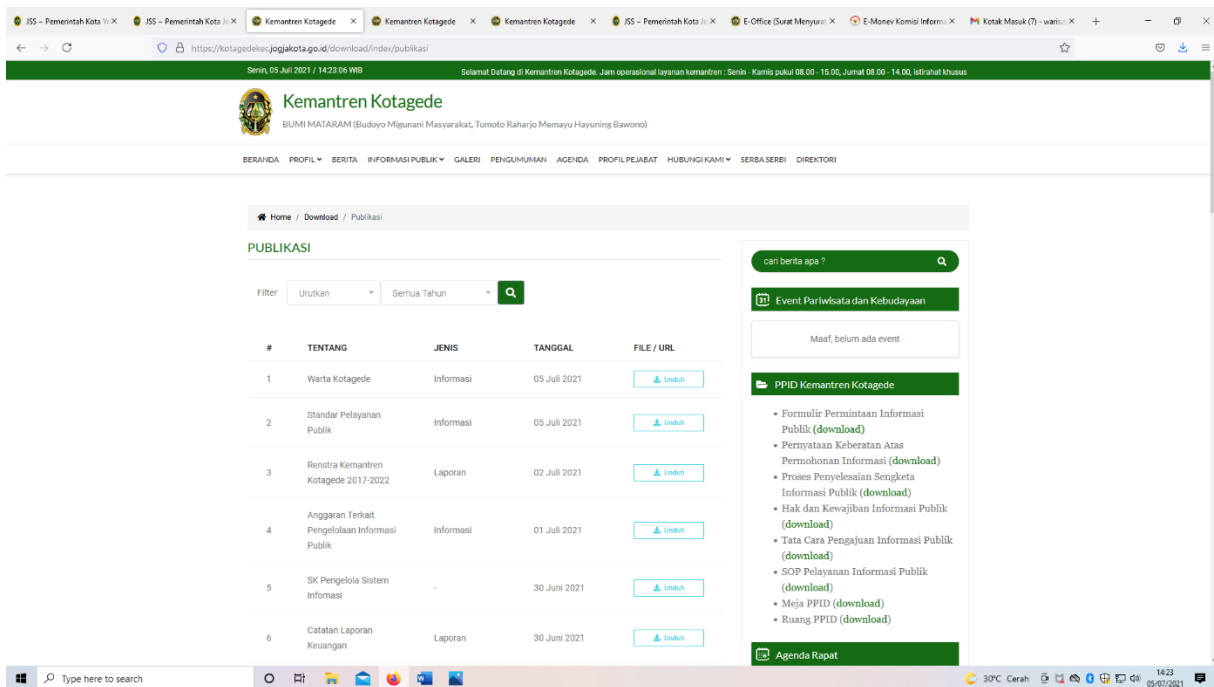 JSS – Pemerintah Kota
JSS – Pemerintah Kota
Kemantren Kotagede
Kemantren Kotagede
Kemantren Kotagede
JSS – Pemerintah Kota
E-Office (Surat Menyurat
E-Monev Komisi Informa
Kotak Masuk (7) - waris.s
https://kotagedekec.jogjakota.go.id/download/index/publikasi
Senin, 05 Juli 2021 / 14:23:06 WIB
Selamat Datang di Kemantren Kotagede. Jam operasional layanan kemantren : Senin - Kamis pukul 08.00 - 15.00, Jumat 08.00 - 14.00, istirahat khusus
Kemantren Kotagede
BUMI MATARAM (Budoyo Migunani Masyarakat, Tumoto Raharjo Memayu Hayuning Bawono)
BERANDA PROFIL BERITA INFORMASI PUBLIK GALERI PENGUMUMAN AGENDA PROFIL PEJABAT HUBUNGI KAMI SERBA SERBI DIREKTORI
Home / Download / Publikasi
PUBLIKASI
Filter Urutkan Semua Tahun
# TENTANG JENIS TANGGAL FILE / URL
1 Warta Kotagede Informasi 05 Juli 2021 Unduh
2 Standar Pelayanan
Publik Informasi 05 Juli 2021 Unduh
3 Renstra Kemantren
Kotagede 2017-2022 Laporan 02 Juli 2021 Unduh
4 Anggaran Terkait
Pengelolaan Informasi
Publik Informasi 01 Juli 2021 Unduh
5 SK Pengelola Sistem
Infomasi - 30 Juni 2021 Unduh
6 Catatan Laporan
Keuangan Laporan 30 Juni 2021 Unduh
cari berita apa ?
31 Event Pariwisata dan Kebudayaan
Maaf, belum ada event
PPID Kemantren Kotagede
• Formulir Permintaan Informasi
Publik (download)
• Pernyataan Keberatan Atas
Permohonan Informasi (download)
• Proses Penyelesaian Sengketa
Informasi Publik (download)
• Hak dan Kewajiban Informasi Publik
(download)
• Tata Cara Pengajuan Informasi Publik
(download)
• SOP Pelayanan Informasi Publik
(download)
• Meja PPID (download)
• Ruang PPID (download)
Agenda Rapat
Type here to search
30°C Cerah
14:23
05/07/2021